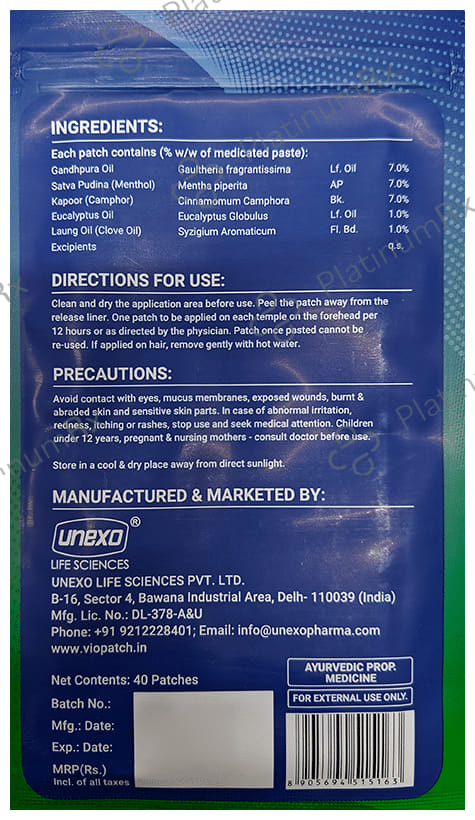 INGREDIENTS:
Each patch contains (% w/w of medicated paste):
Gandhpura Oil Gaultheria fragrantissima Lf. Oil 7.0%
Satva Pudina (Menthol) Mentha piperita AP 7.0%
Kapoor (Camphor) Cinnamomum Camphora Bk. 7.0%
Eucalyptus Oil Eucalyptus Globulus Lf. Oil 1.0%
Laung Oil (Clove Oil) Syzigium Aromaticum Fl. Bd. 1.0%
Excipients q.s.
DIRECTIONS FOR USE:
Clean and dry the application area before use. Peel the patch away from the
release liner. One patch to be applied on each temple on the forehead per
12 hours or as directed by the physician. Patch once pasted cannot be
re-used. If applied on hair, remove gently with hot water.
PRECAUTIONS:
Avoid contact with eyes, mucus membranes, exposed wounds, burnt &
abraded skin and sensitive skin parts. In case of abnormal irritation,
redness, itching or rashes, stop use and seek medical attention. Children
under 12 years, pregnant & nursing mothers - consult doctor before use.
Store in a cool & dry place away from direct sunlight.
MANUFACTURED & MARKETED BY:
unexo®
LIFE SCIENCES
UNEXO LIFE SCIENCES PVT. LTD.
B-16, Sector 4, Bawana Industrial Area, Delh- 110039 (India)
Mfg. Lic. No.: DL-378-A&U
Phone: +91 9212228401; Email: info@unexopharma.com
www.viopatch.in
Net Contents: 40 Patches
Batch No.:
Mfg.: Date:
Exp.: Date:
MRP(Rs.)
Incl. of all taxes
AYURVEDIC PROP.
MEDICINE
FOR EXTERNAL USE ONLY.
8 905694 515163
PlatinumRx
PlatinumRx
PlatinumRx